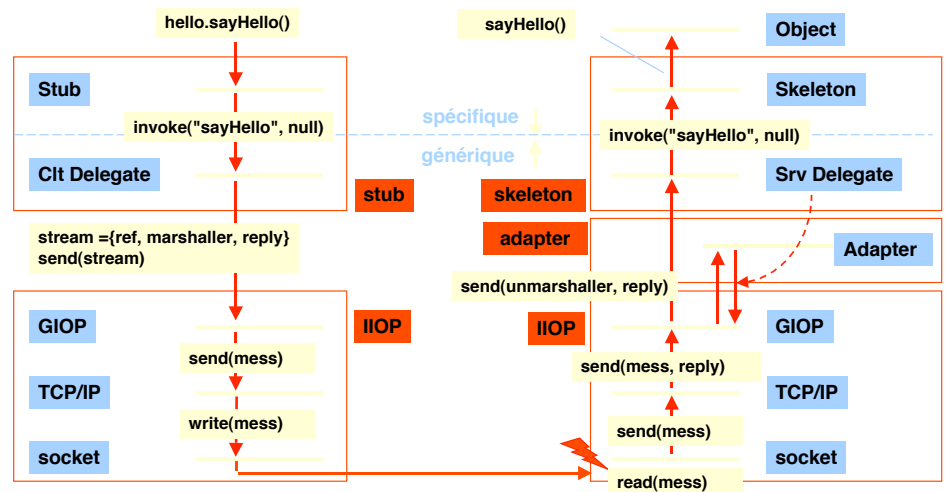 hello.sayHello()
sayHello()
Object
Stub
Skeleton
spécifique
invoke("sayHello", null)
invoke("sayHello", null)
générique
Clt Delegate
Srv Delegate
stub
skeleton
stream ={ref, marshaller, reply}
send(stream)
adapter
Adapter
send(unmarshaller, reply)
GIOP
IIOP
IIOP
GIOP
send(mess)
send(mess, reply)
TCP/IP
TCP/IP
write(mess)
send(mess)
socket
socket
read(mess)